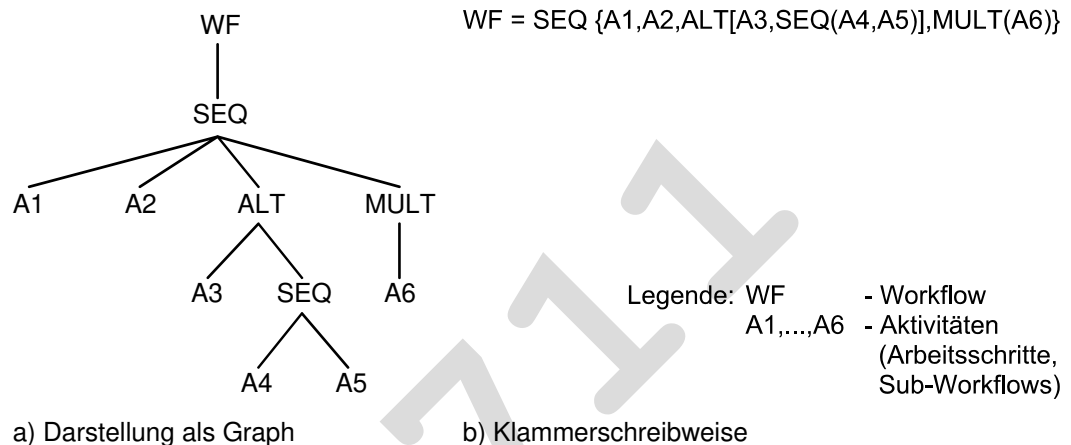 WF
WF = SEQ {A1,A2,ALT[A3,SEQ(A4,A5)],MULT(A6)}
SEQ
A1 A2 ALT MULT
A3 SEQ A6
Legende: WF - Workflow
A1,...,A6 - Aktivitäten
(Arbeitsschritte,
Sub-Workflows)
A4 A5
a) Darstellung als Graph
b) Klammerschreibweise